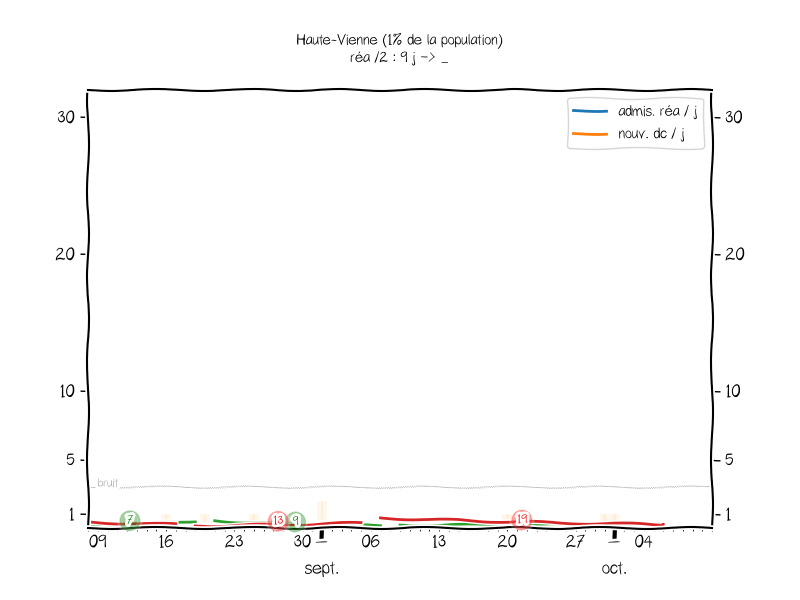 Haute-Vienne (1% de la population)
réa /2 : 9 j -> _
admis. réa / j
nouv. dc / j
30 30
20 20
10 10
5 5
bruit
1 1
7 13 9 19
09 16 23 30 06 13 20 27 04
sept. oct.